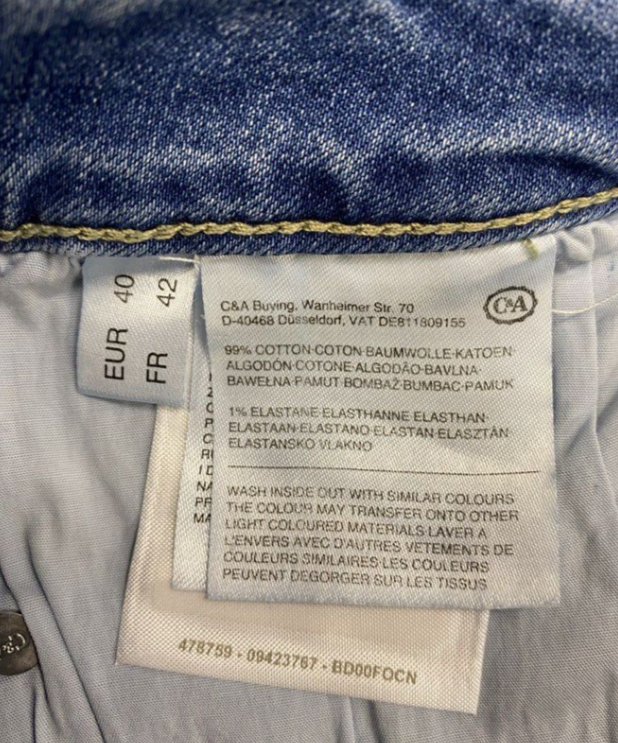 EUR 40
FR 42
C&A Buying, Wanheimer Str. 70
D-40468 Düsseldorf, VAT DE811809155
C&A
99% COTTON·COTON·BAUMWOLLE·KATOEN·
ALGODÓN·COTONE·ALGODÃO·BAVLNA·
BAWEŁNA·PAMUT·BOMBAŽ·BUMBAC·PAMUK
1% ELASTANE·ELASTHANNE·ELASTHAN·
ELASTAAN·ELASTANO·ELASTAN·ELASZTÁN·
ELASTANSKO VLAKNO
WASH INSIDE OUT WITH SIMILAR COLOURS
THE COLOUR MAY TRANSFER ONTO OTHER
LIGHT COLOURED MATERIALS·LAVER A
L'ENVERS AVEC D'AUTRES VETEMENTS DE
COULEURS SIMILAIRES·LES COULEURS
PEUVENT DEGORGER SUR LES TISSUS
478759 - 09423767 - BD00FOCN